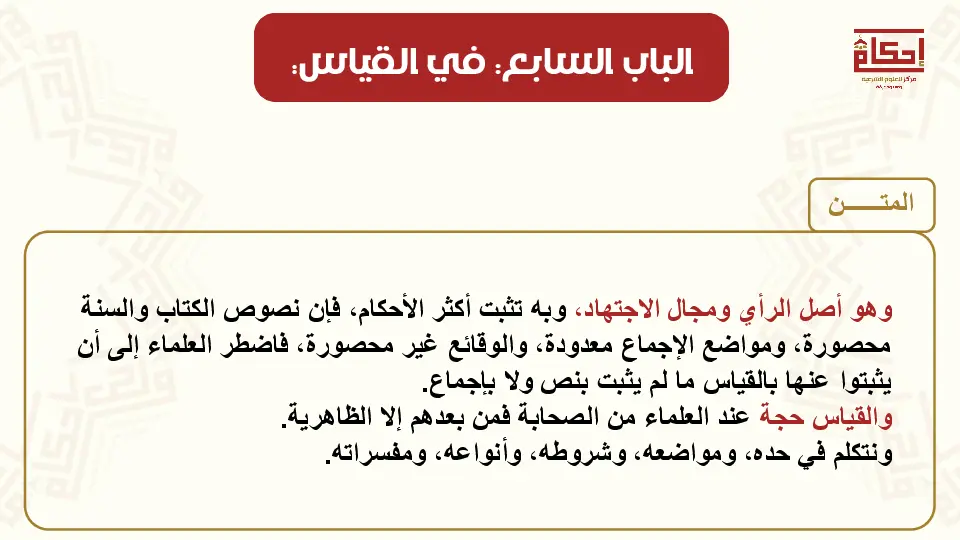 الباب السابع: في القياس:
إحكام
مركز للعلوم الشرعية
المتـــــن
وهو أصل الرأي ومجال الاجتهاد، وبه تثبت أكثر الأحكام، فإن نصوص الكتاب والسنة
محصورة، ومواضع الإجماع معدودة، والوقائع غير محصورة، فاضطر العلماء إلى أن
يثبتوا عنها بالقياس ما لم يثبت بنص ولا بإجماع.
والقياس حجة عند العلماء من الصحابة فمن بعدهم إلا الظاهرية.
ونتكلم في حده، ومواضعه، وشروطه، وأنواعه، ومفسراته.